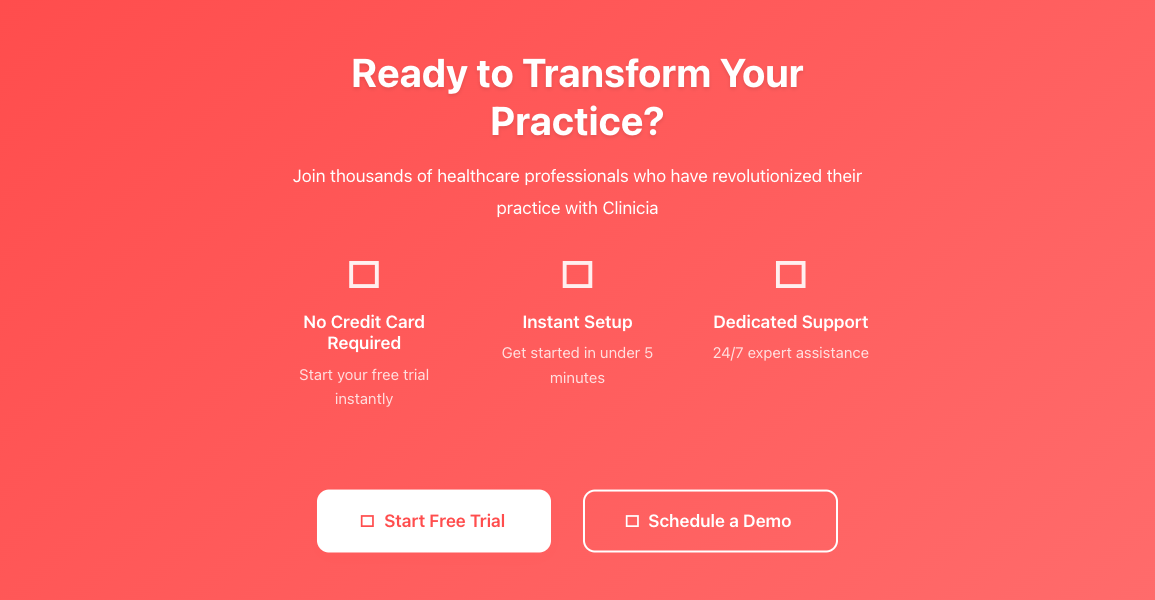 Ready to Transform Your
Practice?
Join thousands of healthcare professionals who have revolutionized their
practice with Clinicia
No Credit Card
Required
Start your free trial
instantly
Instant Setup
Get started in under 5
minutes
Dedicated Support
24/7 expert assistance
Start Free Trial
Schedule a Demo